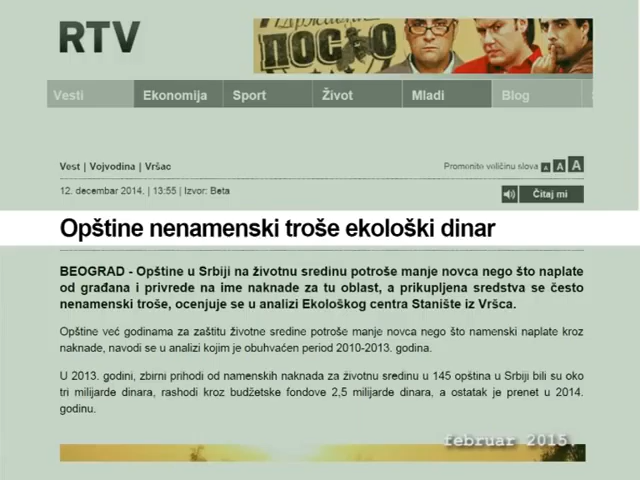 RTV
ПОСАО
Vesti Ekonomija Sport Život Mladi Blog
Vest | Vojvodina | Vršac
Promenite veličinu slova A A A
12. decembar 2014. | 13:55 | Izvor: Beta
Čitaj mi
Opštine nenamenski troše ekološki dinar
BEOGRAD - Opštine u Srbiji na životnu sredinu potroše manje novca nego što naplate
od građana i privrede na ime naknade za tu oblast, a prikupljena sredstva se često
nenamenski troše, ocenjuje se u analizi Ekološkog centra Stanište iz Vršca.
Opštine već godinama za zaštitu životne sredine potroše manje novca nego što namenski naplate kroz
naknade, navodi se u analizi kojim je obuhvaćen period 2010-2013. godina.
U 2013. godini, zbirni prihodi od namenskih naknada za životnu sredinu u 145 opština u Srbiji bili su oko
tri milijarde dinara, rashodi kroz budžetske fondove 2,5 milijarde dinara, a ostatak je prenet u 2014.
godinu.
februar 2015.